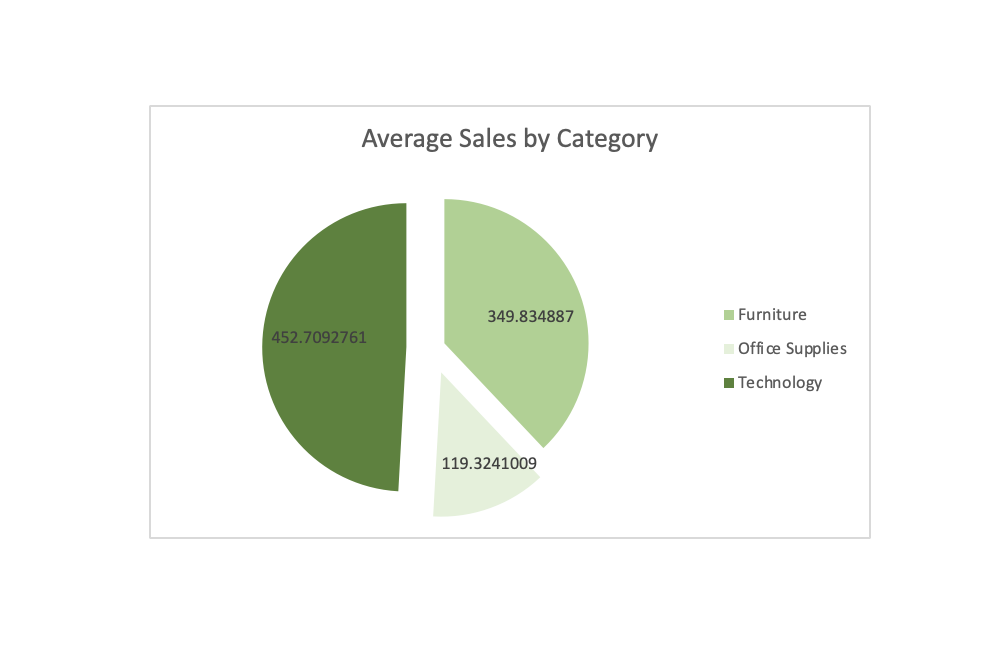 Average Sales by Category
349.834887
452.7092761
119.3241009
Furniture
Office Supplies
Technology